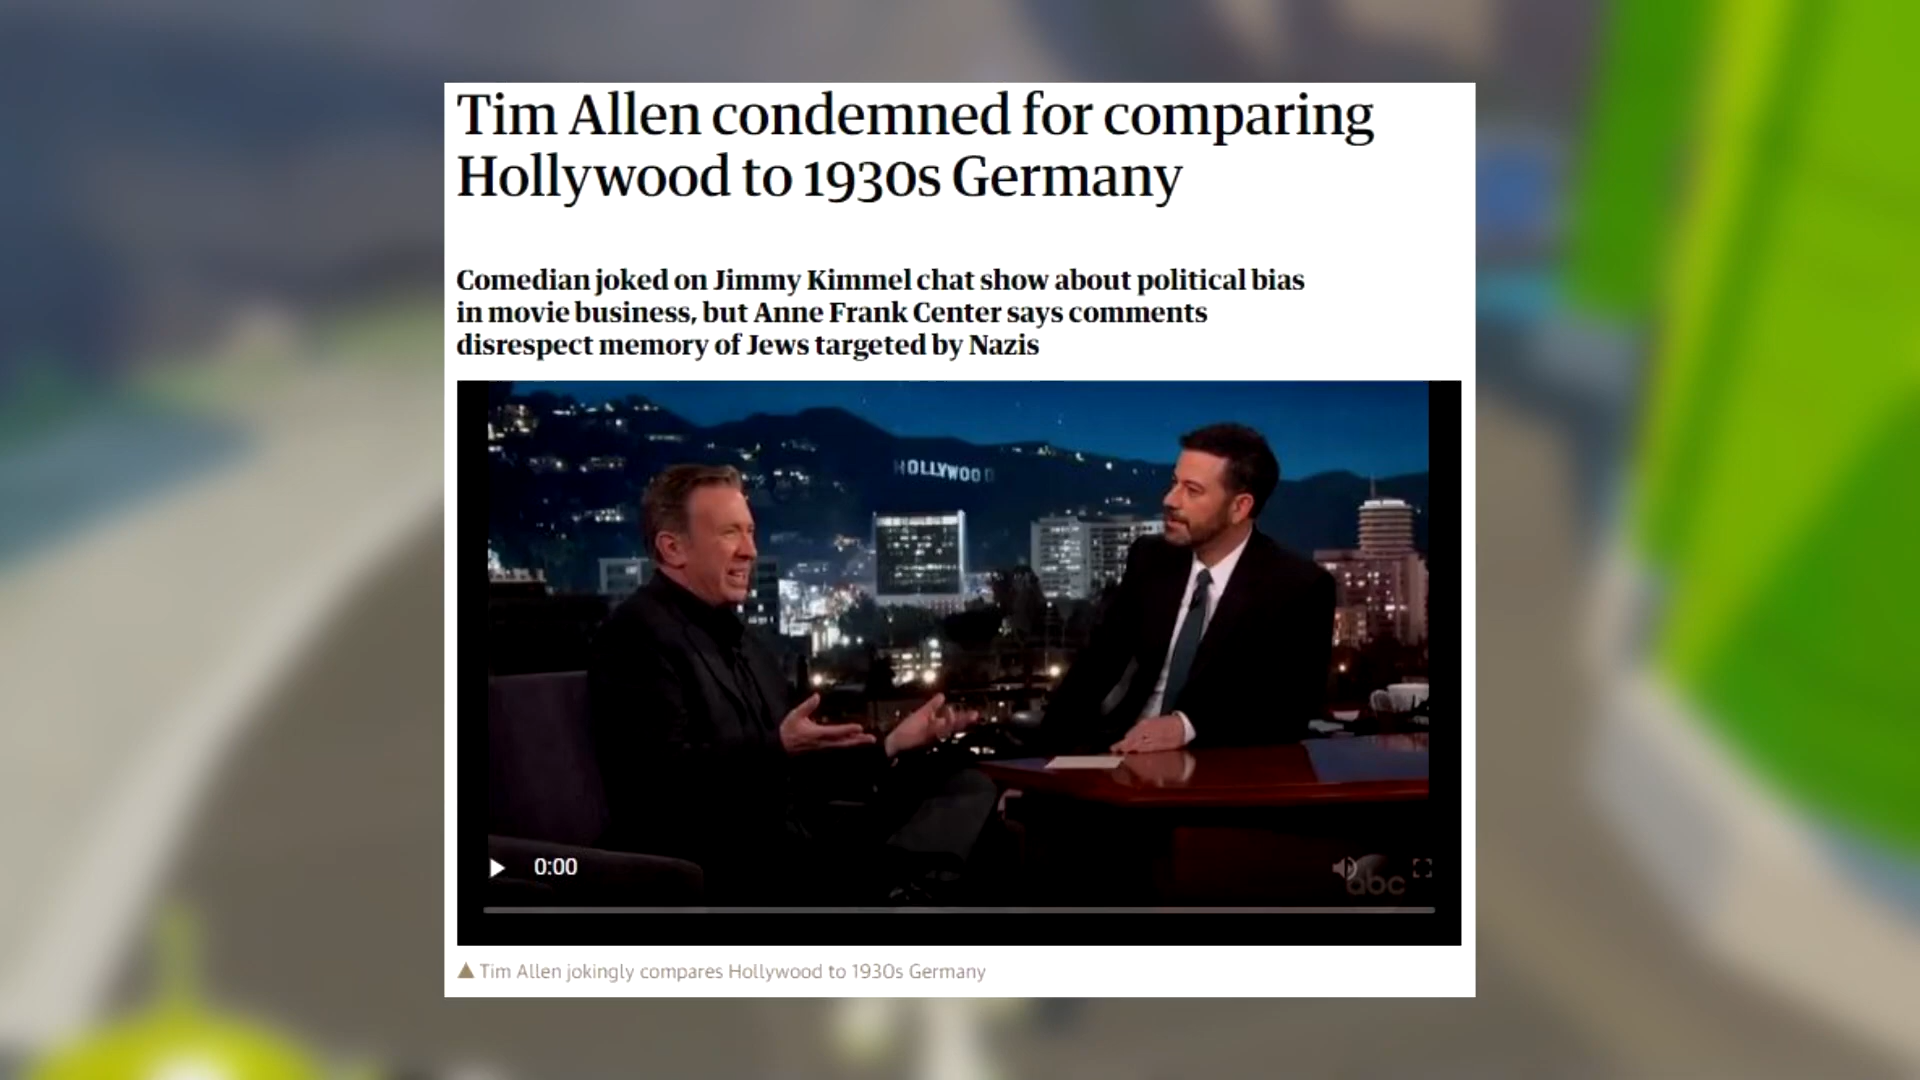 Tim Allen condemned for comparing
Hollywood to 1930s Germany
Comedian joked on Jimmy Kimmel chat show about political bias
in movie business, but Anne Frank Center says comments
disrespect memory of Jews targeted by Nazis
HOLLYWOOD
0:00
abc
▲ Tim Allen jokingly compares Hollywood to 1930s Germany